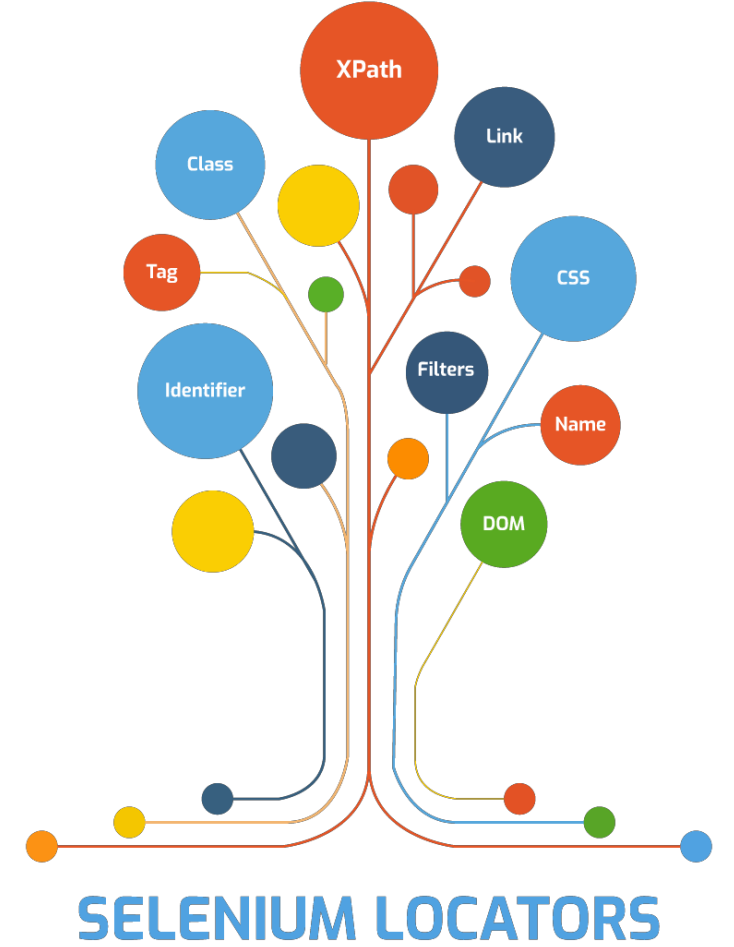 XPath
Link
Class
Tag
CSS
Filters
Identifier
Name
DOM
SELENIUM LOCATORS